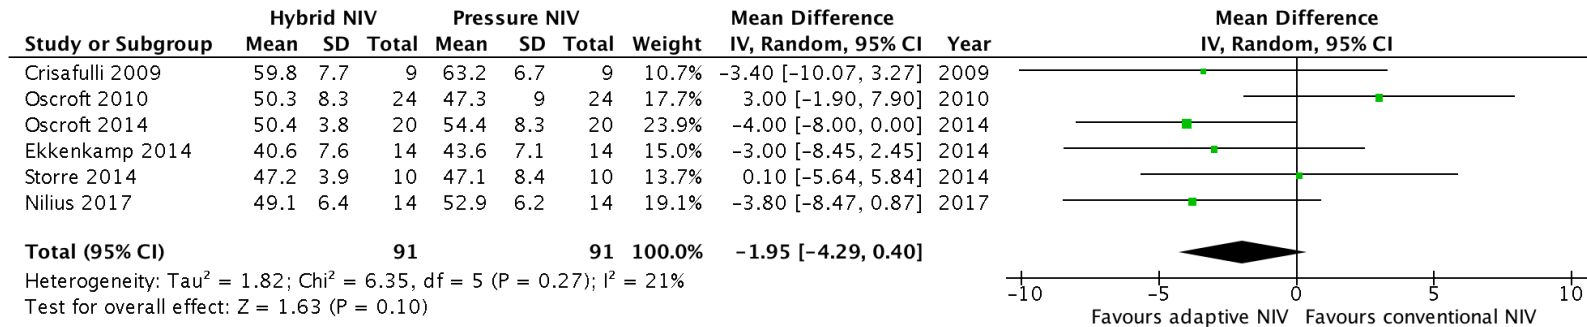 Hybrid NIV Pressure NIV Mean Difference Mean Difference
Study or Subgroup Mean SD Total Mean SD Total Weight IV, Random, 95% CI Year IV, Random, 95% CI
Crisafulli 2009 59.8 7.7 9 63.2 6.7 9 10.7% −3.40 [−10.07, 3.27] 2009
Oscroft 2010 50.3 8.3 24 47.3 9 24 17.7% 3.00 [−1.90, 7.90] 2010
Oscroft 2014 50.4 3.8 20 54.4 8.3 20 23.9% −4.00 [−8.00, 0.00] 2014
Ekkenkamp 2014 40.6 7.6 14 43.6 7.1 14 15.0% −3.00 [−8.45, 2.45] 2014
Storre 2014 47.2 3.9 10 47.1 8.4 10 13.7% 0.10 [−5.64, 5.84] 2014
Nilius 2017 49.1 6.4 14 52.9 6.2 14 19.1% −3.80 [−8.47, 0.87] 2017
Total (95% CI) 91 91 100.0% −1.95 [−4.29, 0.40]
Heterogeneity: Tau² = 1.82; Chi² = 6.35, df = 5 (P = 0.27); I² = 21%
Test for overall effect: Z = 1.63 (P = 0.10)
−10 −5 0 5 10
Favours adaptive NIV Favours conventional NIV